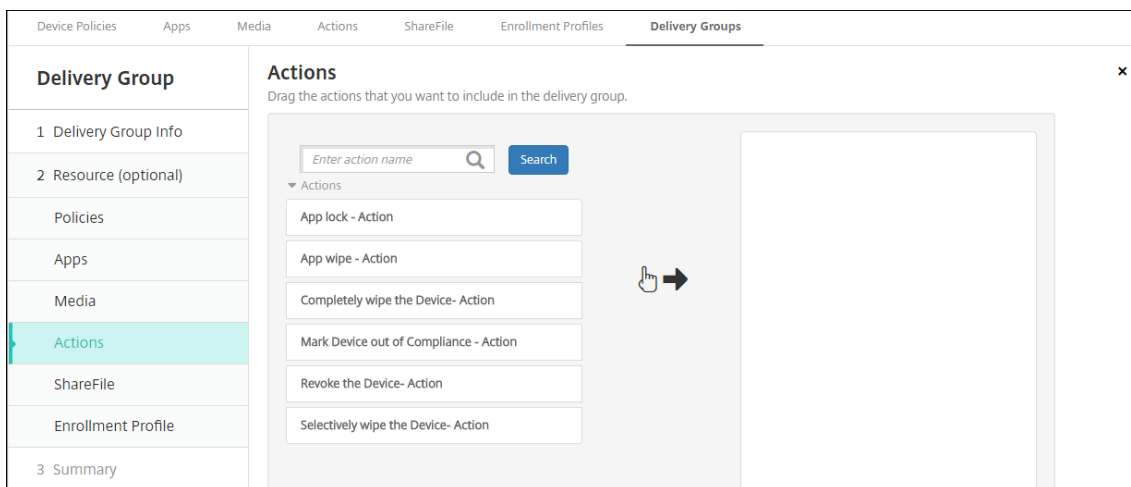 Device Policies Apps Media Actions ShareFile Enrollment Profiles Delivery Groups
Delivery Group
1 Delivery Group Info
2 Resource (optional)
Policies
Apps
Media
Actions
ShareFile
Enrollment Profile
3 Summary
Actions
Drag the actions that you want to include in the delivery group.
Enter action name Search
Actions
App lock - Action
App wipe - Action
Completely wipe the Device- Action
Mark Device out of Compliance - Action
Revoke the Device- Action
Selectively wipe the Device- Action